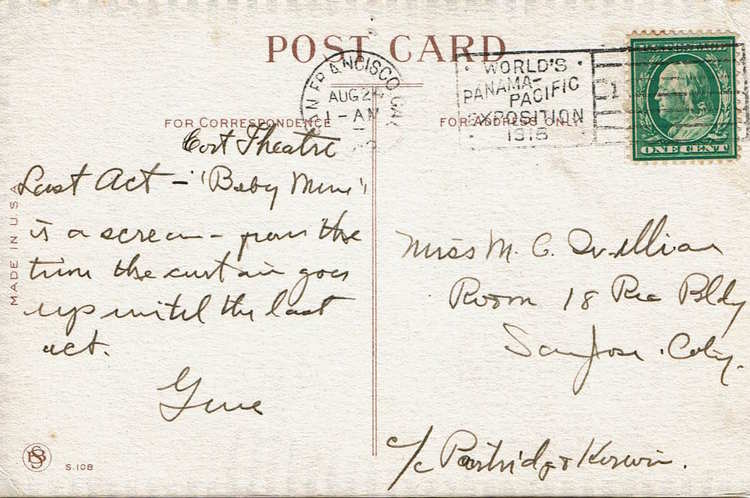 POST CARD
SAN FRANCISCO, CAL.
AUG 24
1-AM
WORLD'S
PANAMA-
PACIFIC
EXPOSITION
1915
ONE CENT
FOR CORRESPONDENCE
FOR ADDRESS ONLY
MADE IN U.S.A.
Cort Theatre
Last Act - "Baby Mine"
is a scream - from the
time the curtain goes
up until the last
act.
Gene
Miss M. C.
Room 18 Rea Bldg
San Jose. Caly.
c/o Partridge & Kerwin.
S. 108